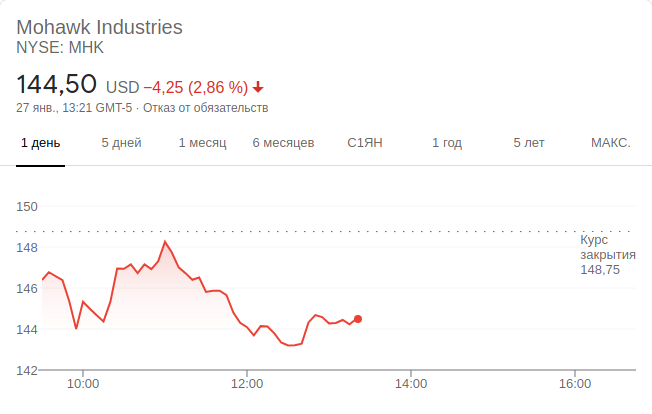 Mohawk Industries
NYSE: MHK
144,50 USD −4,25 (2,86 %)
27 янв., 13:21 GMT-5 · Отказ от обязательств
1 день 5 дней 1 месяц 6 месяцев С1ЯН 1 год 5 лет МАКС.
150
148
146
144
142
Курс
закрытия
148,75
10:00 12:00 14:00 16:00